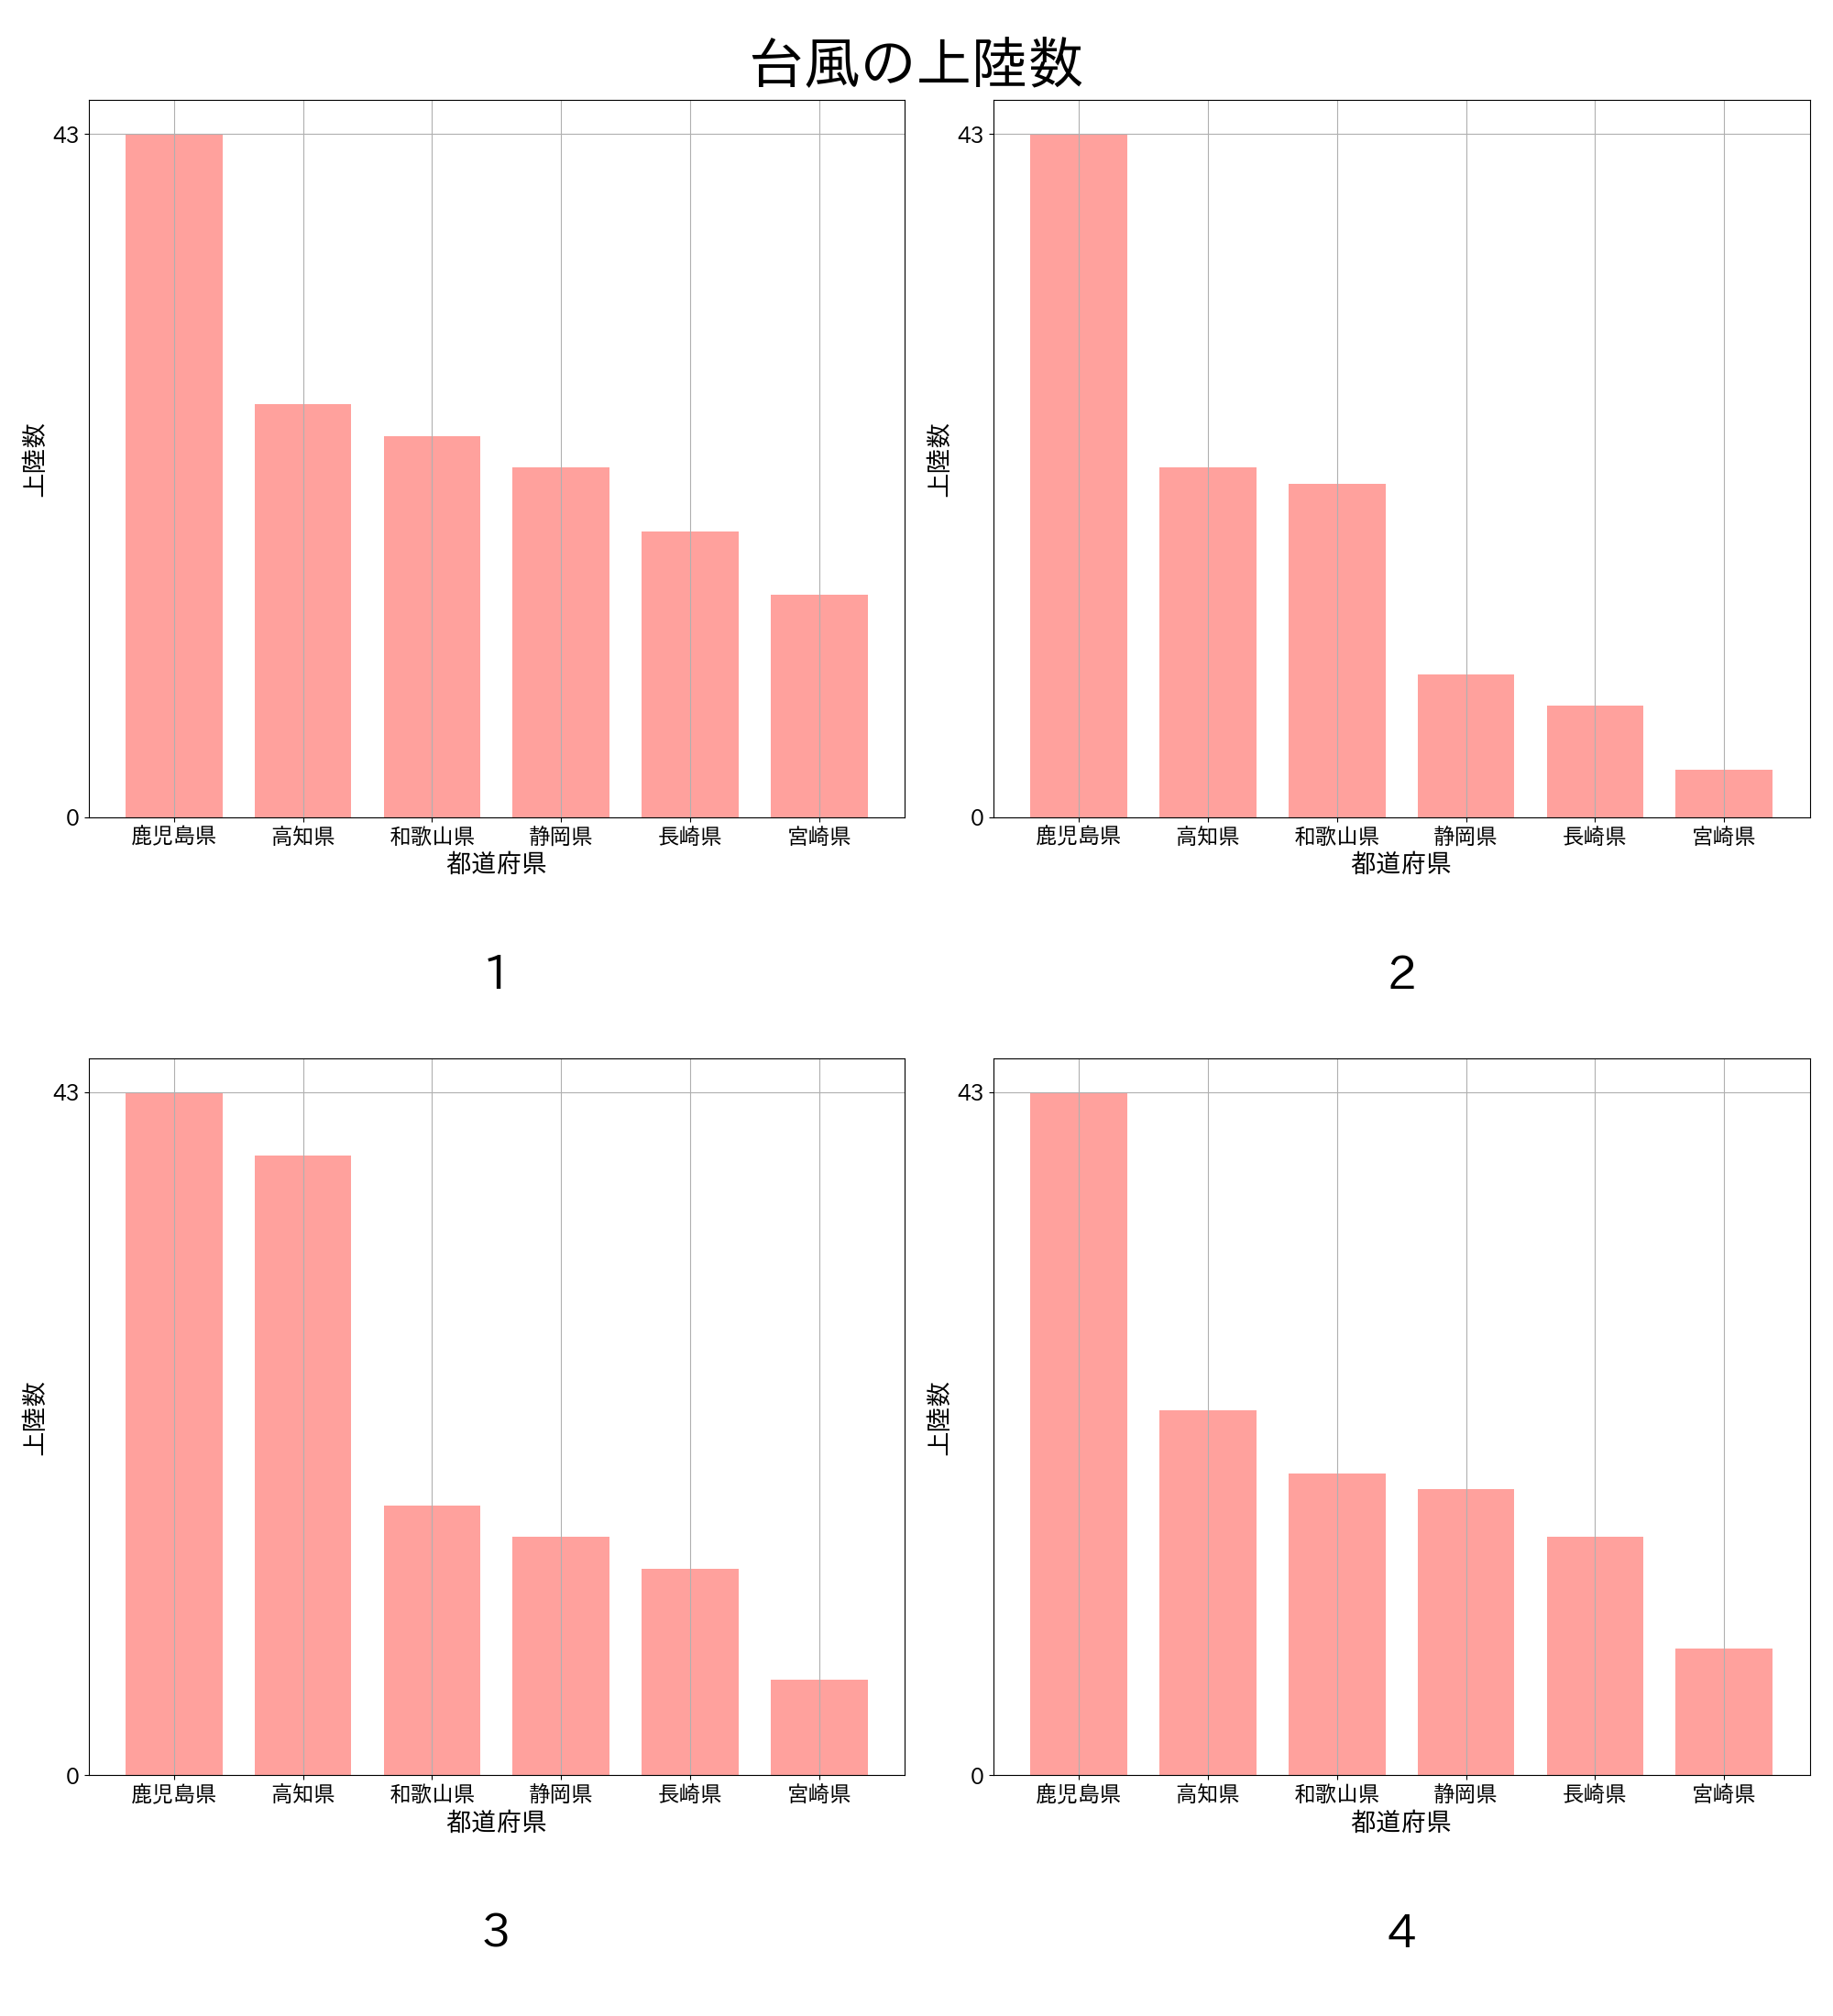 台風の上陸数
43
0
上陸数
鹿児島県 高知県 和歌山県 静岡県 長崎県 宮崎県
都道府県
1
43
0
上陸数
鹿児島県 高知県 和歌山県 静岡県 長崎県 宮崎県
都道府県
2
43
0
上陸数
鹿児島県 高知県 和歌山県 静岡県 長崎県 宮崎県
都道府県
3
43
0
上陸数
鹿児島県 高知県 和歌山県 静岡県 長崎県 宮崎県
都道府県
4